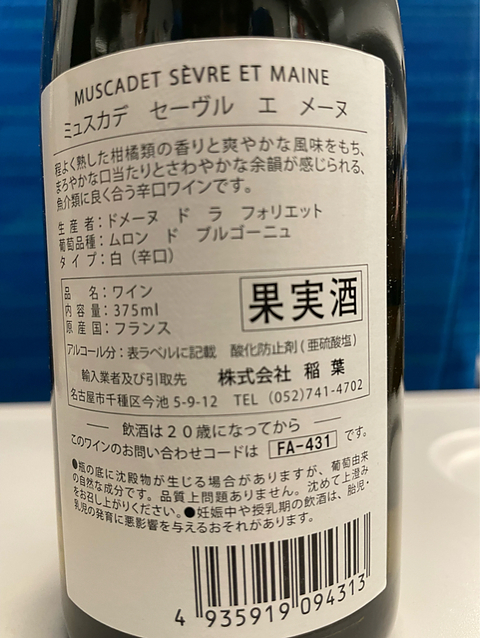 MUSCADET SÈVRE ET MAINE
ミュスカデ セーヴル エ メーヌ
程よく熟した柑橘類の香りと爽やかな風味をもち、
まろやかな口当たりとさわやかな余韻が感じられる、
魚介類に良く合う辛口ワインです。
生産者:ドメーヌ ド ラ フォリエット
葡萄品種:ムロン ド ブルゴーニュ
タイプ:白(辛口)
品名:ワイン
内容量:375ml
原産国:フランス
果実酒
アルコール分:表ラベルに記載 酸化防止剤(亜硫酸塩)
輸入業者及び引取先 株式会社 稲葉
名古屋市千種区今池 5-9-12 TEL(052)741-4702
飲酒は20歳になってから
このワインのお問い合わせコードは FA-431 です。
●瓶の底に沈殿物が生じる場合がありますが、葡萄由来
の自然な成分です。品質上問題ありません。沈めて上澄み
をお召し上がりください。●妊娠中や授乳期の飲酒は、胎児・
乳児の発育に悪影響を与えるおそれがあります。
4 935919 094313